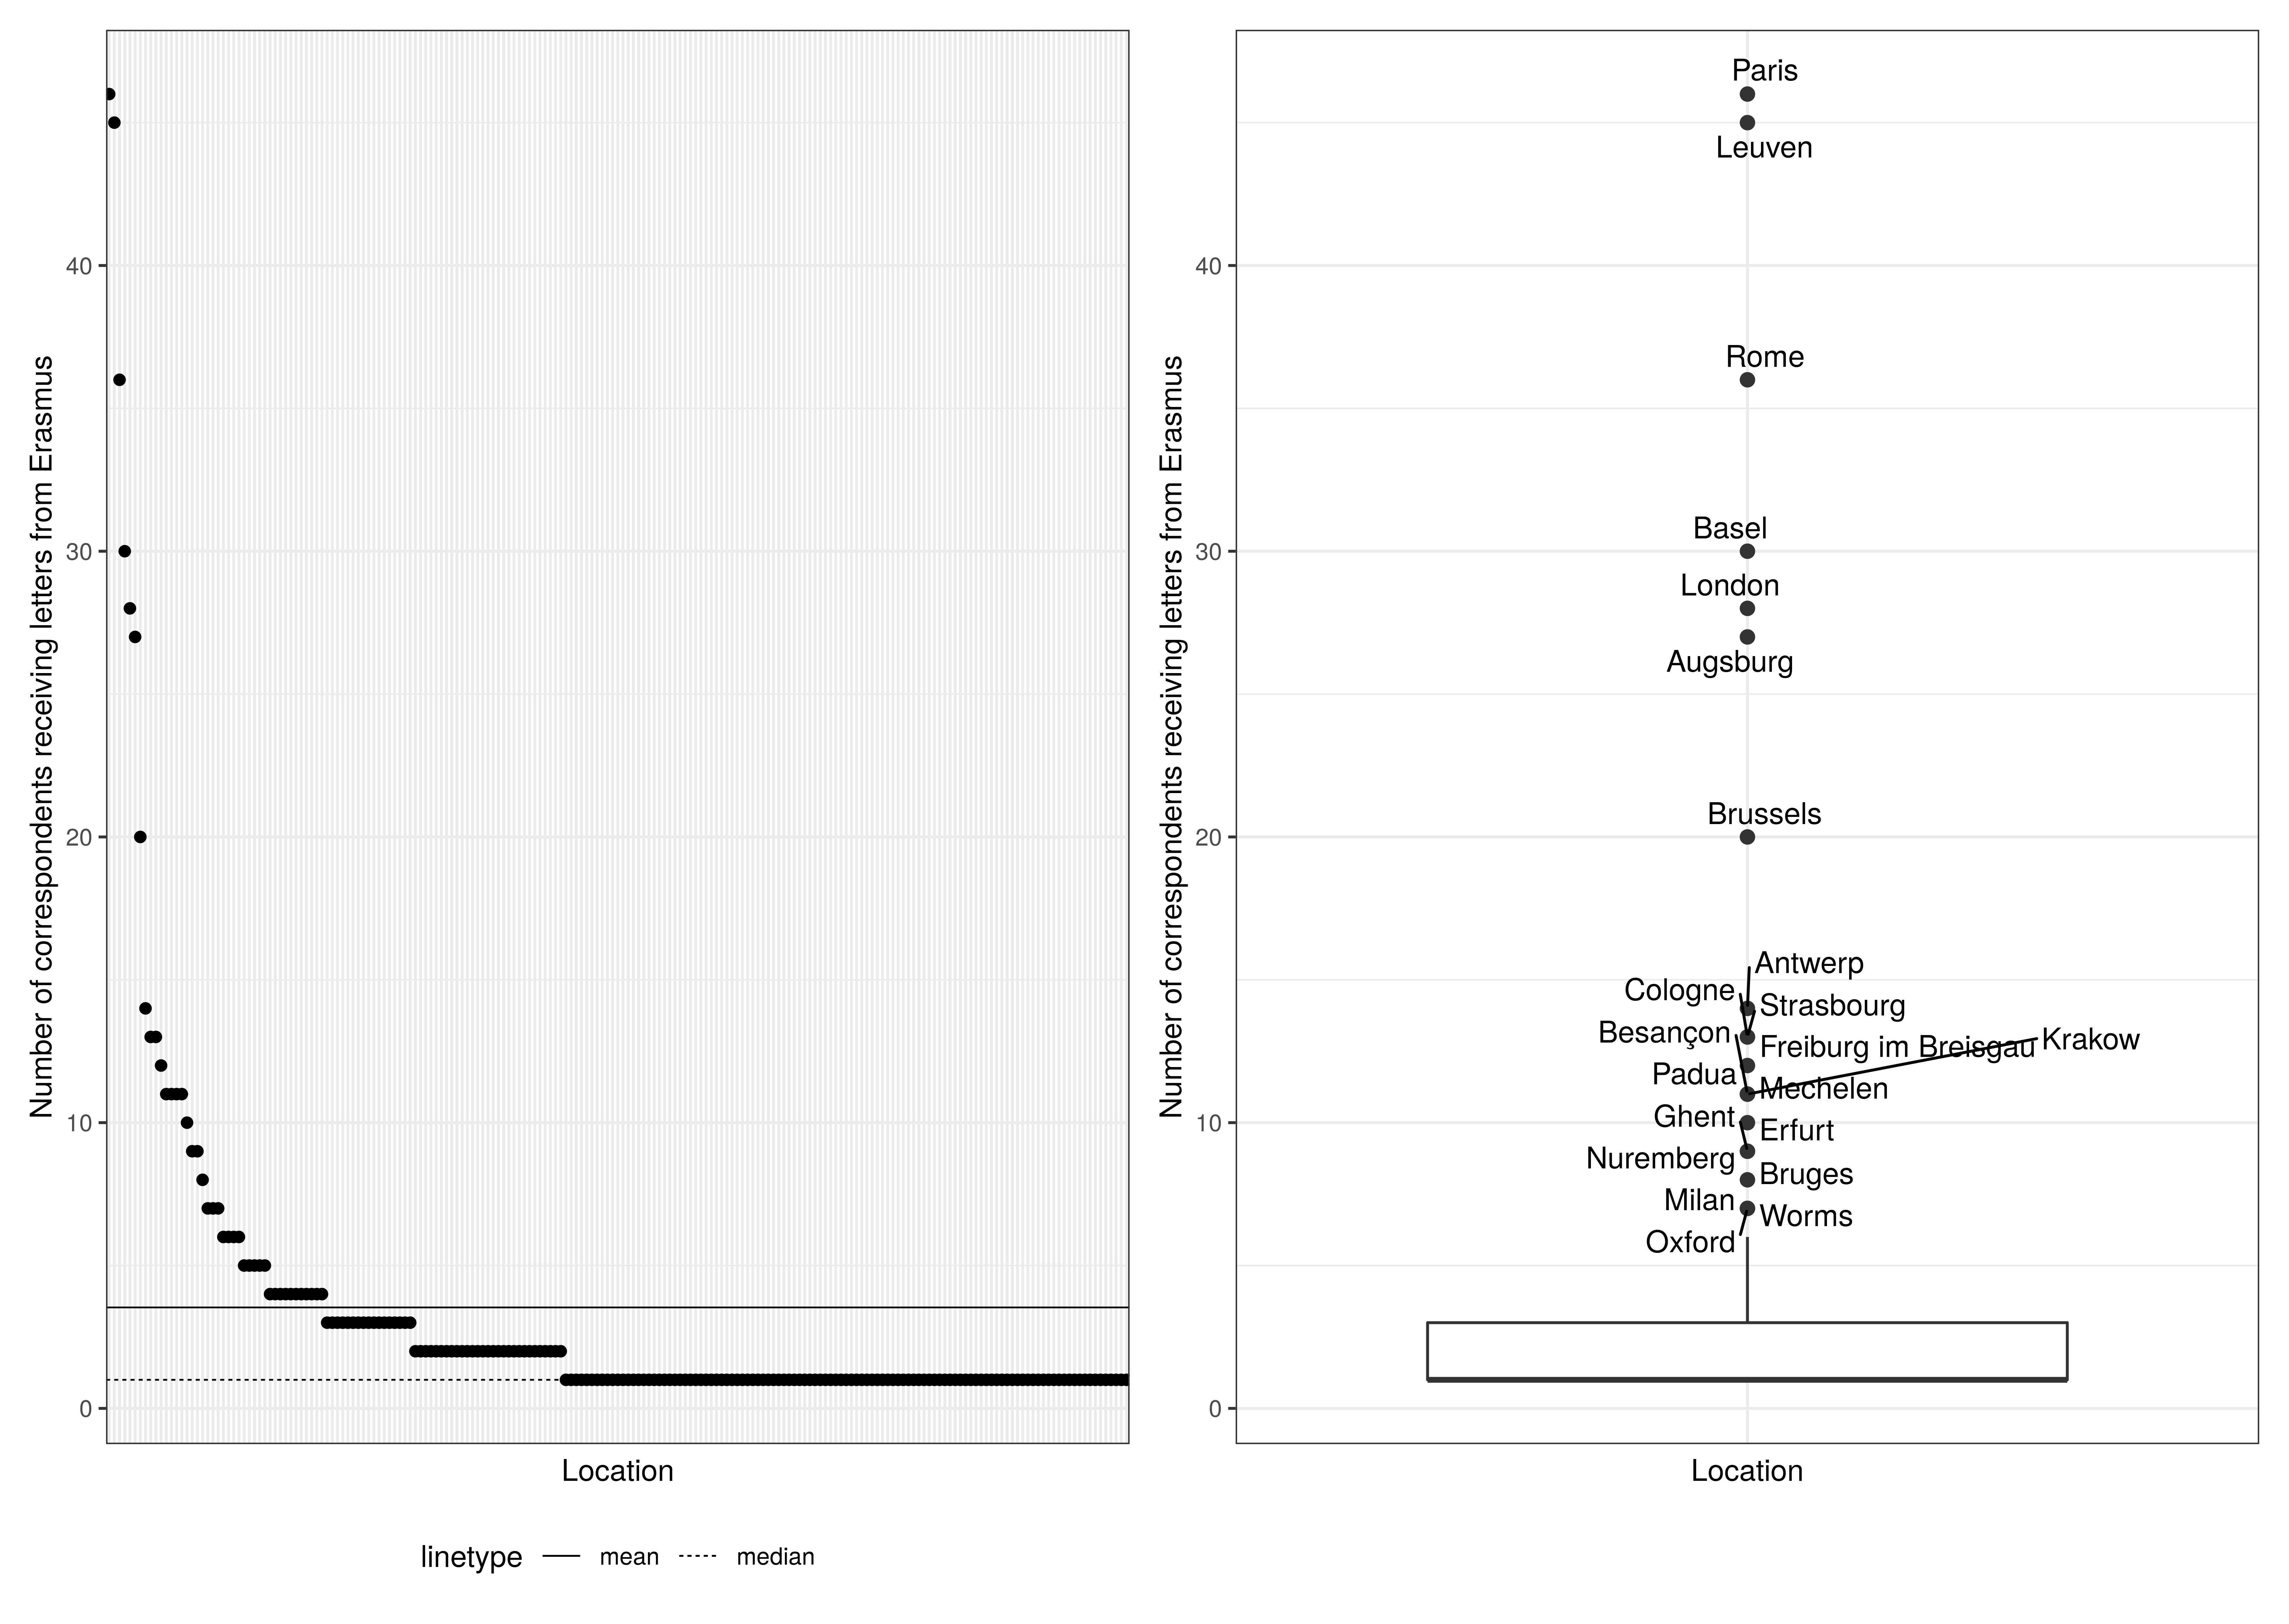 Number of correspondents receiving letters from Erasmus
40
30
20
10
0
Location
linetype mean median
Number of correspondents receiving letters from Erasmus
40
30
20
10
0
Paris
Leuven
Rome
Basel
London
Augsburg
Brussels
Antwerp
Cologne
Strasbourg
Besançon
Freiburg im Breisgau
Krakow
Padua
Mechelen
Ghent
Erfurt
Nuremberg
Bruges
Milan
Worms
Oxford
Location